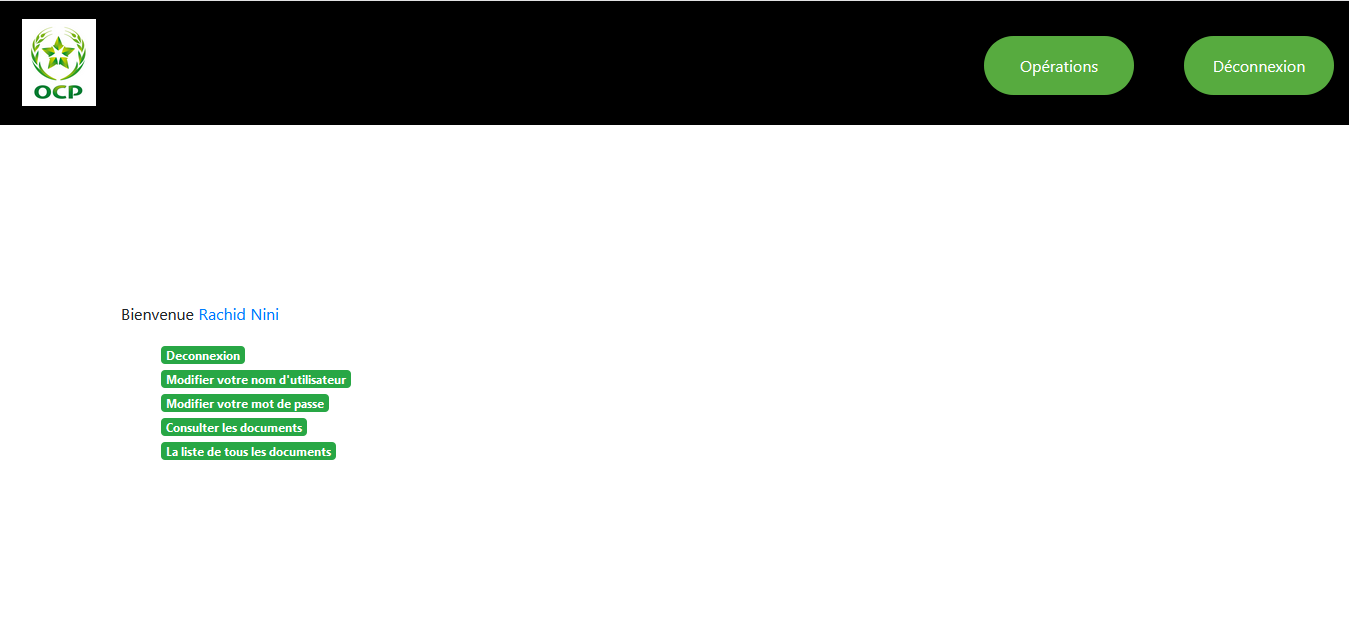 OCP
Opérations
Déconnexion
Bienvenue Rachid Nini
Deconnexion
Modifier votre nom d'utilisateur
Modifier votre mot de passe
Consulter les documents
La liste de tous les documents